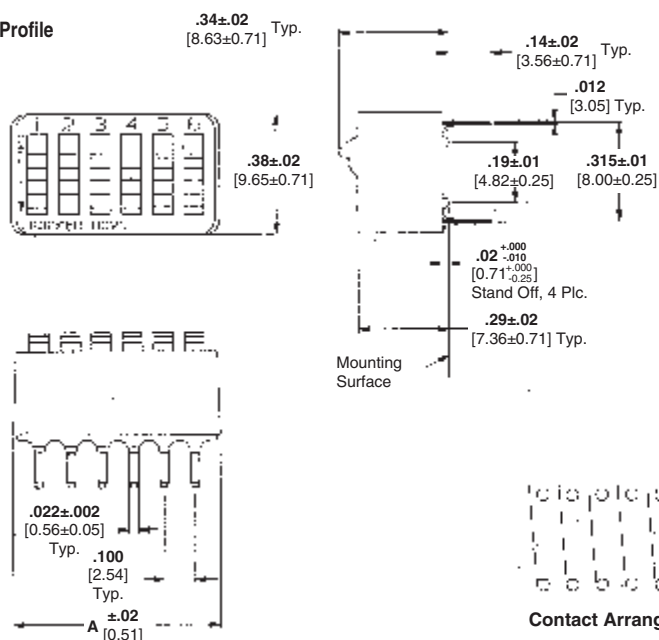 Profile
.34±.02 Typ.
[8.63±0.71]
.14±.02 Typ.
[3.56±0.71]
.012
[3.05] Typ.
1 2 3 4 5 6
.38±.02
[9.65±0.71]
.19±.01
[4.82±0.25]
.315±.01
[8.00±0.25]
.02 +.000 -.010
[0.71 +.000 -0.25]
Stand Off, 4 Plc.
.29±.02
[7.36±0.71] Typ.
Mounting
Surface
.022±.002
[0.56±0.05]
Typ.
.100
[2.54]
Typ.
A ±.02
[0.51]
Contact Arrang